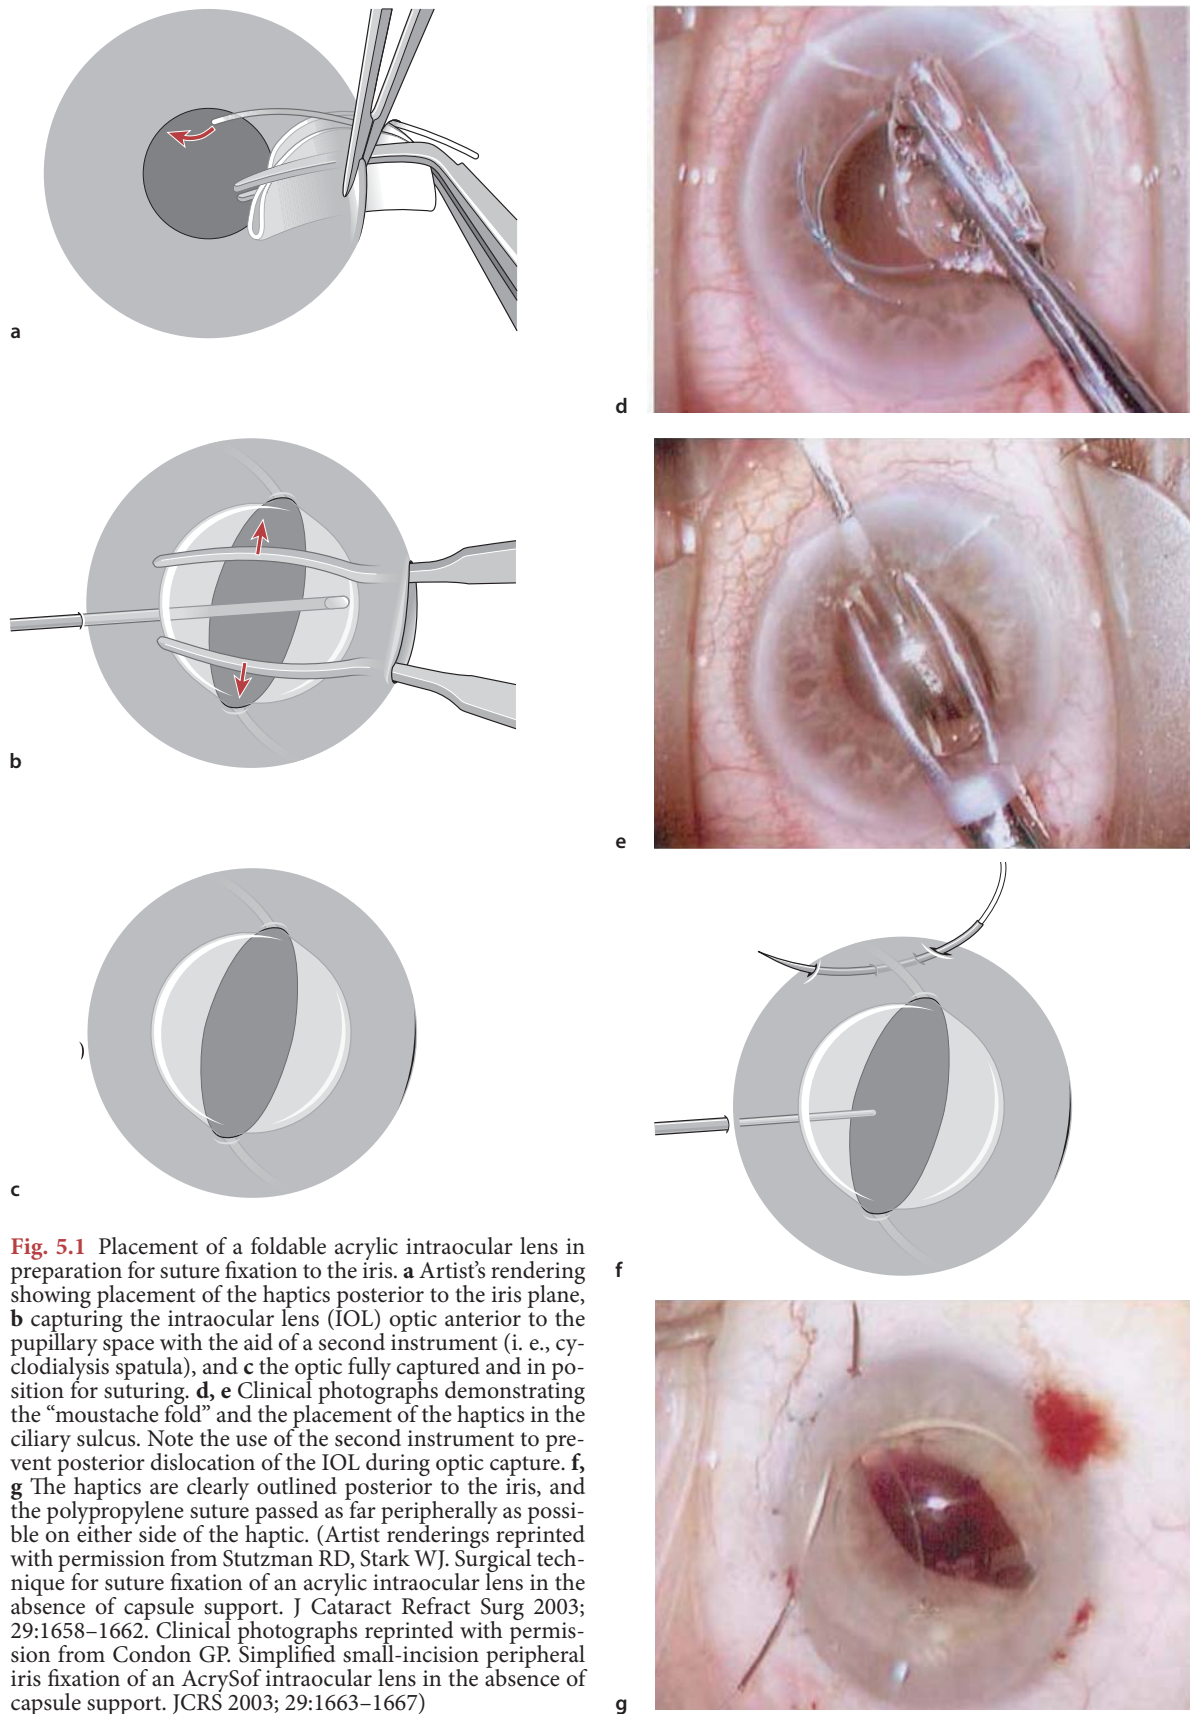 a
d
b
e
c
Fig. 5.1 Placement of a foldable acrylic intraocular lens in
preparation for suture fixation to the iris. a Artist’s rendering
showing placement of the haptics posterior to the iris plane,
b capturing the intraocular lens (IOL) optic anterior to the
pupillary space with the aid of a second instrument (i. e., cy-
clodialysis spatula), and c the optic fully captured and in po-
sition for suturing. d, e Clinical photographs demonstrating
the “moustache fold” and the placement of the haptics in the
ciliary sulcus. Note the use of the second instrument to pre-
vent posterior dislocation of the IOL during optic capture. f,
g The haptics are clearly outlined posterior to the iris, and
the polypropylene suture passed as far peripherally as possi-
ble on either side of the haptic. (Artist renderings reprinted
with permission from Stutzman RD, Stark WJ. Surgical tech-
nique for suture fixation of an acrylic intraocular lens in the
absence of capsule support. J Cataract Refract Surg 2003;
29:1658–1662. Clinical photographs reprinted with permis-
sion from Condon GP. Simplified small-incision peripheral
iris fixation of an AcrySof intraocular lens in the absence of
capsule support. JCRS 2003; 29:1663–1667)
f
g